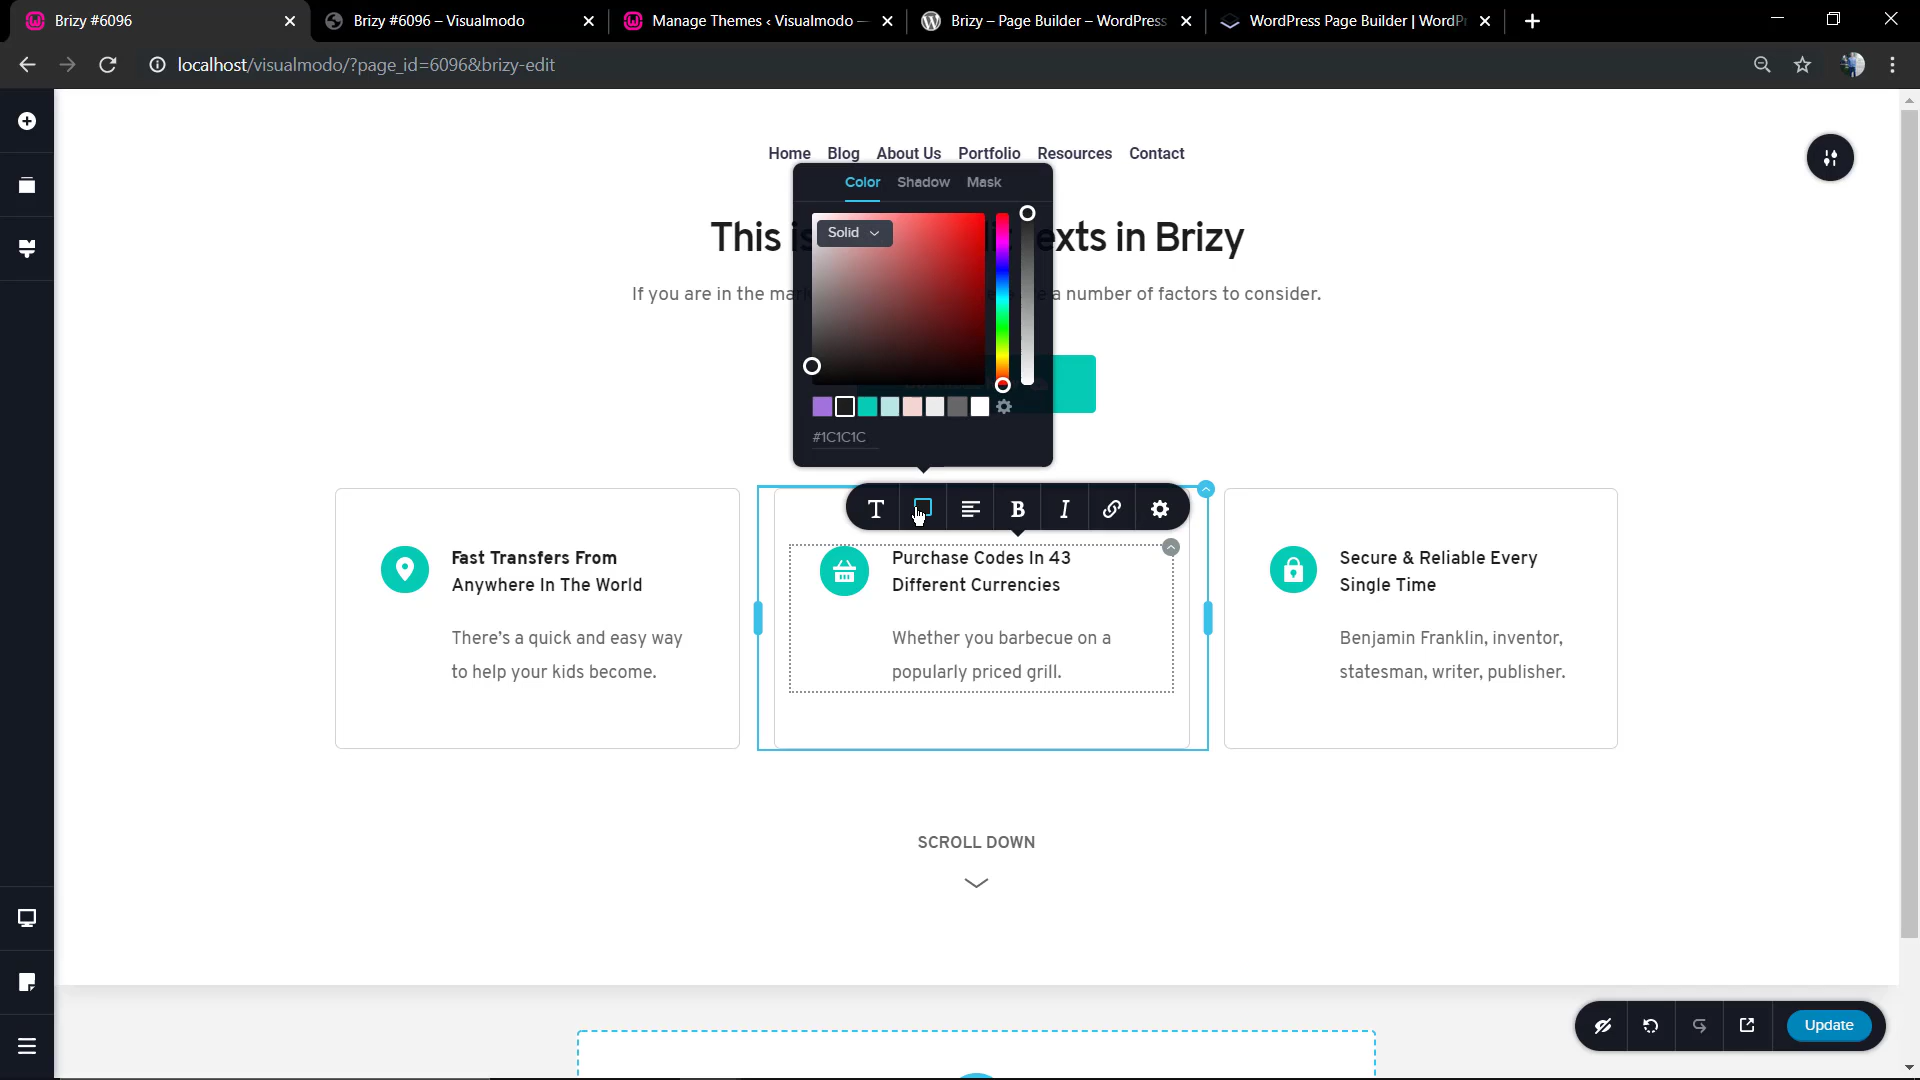 Brizy #6096
Brizy #6096 – Visualmodo
Manage Themes ‹ Visualmodo —
Brizy – Page Builder – WordPress
WordPress Page Builder | WordPr
localhost/visualmodo/?page_id=6096&brizy-edit
Home Blog About Us Portfolio Resources Contact
Color Shadow Mask
Solid
This is
exts in Brizy
If you are in the mar
a number of factors to consider.
#1C1C1C
T B I
Fast Transfers From
Anywhere In The World
There's a quick and easy way
to help your kids become.
Purchase Codes In 43
Different Currencies
Whether you barbecue on a
popularly priced grill.
Secure & Reliable Every
Single Time
Benjamin Franklin, inventor,
statesman, writer, publisher.
SCROLL DOWN
Update